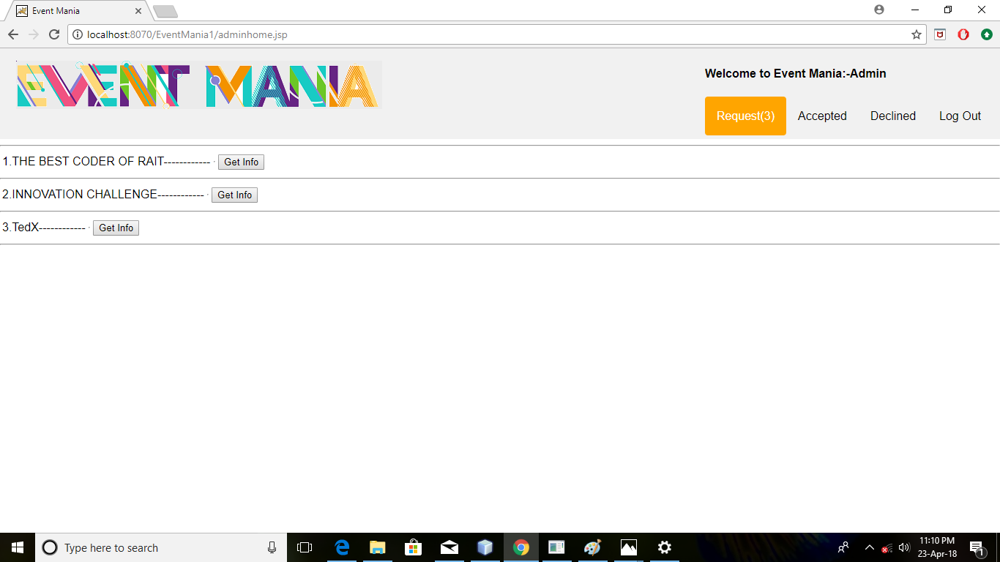 Event Mania
localhost:8070/EventMania1/adminhome.jsp
EVENT MANIA
Welcome to Event Mania:-Admin
Request(3) Accepted Declined Log Out
1.THE BEST CODER OF RAIT------------ Get Info
2.INNOVATION CHALLENGE------------ Get Info
3.TedX------------ Get Info
Type here to search
11:10 PM
23-Apr-18
1